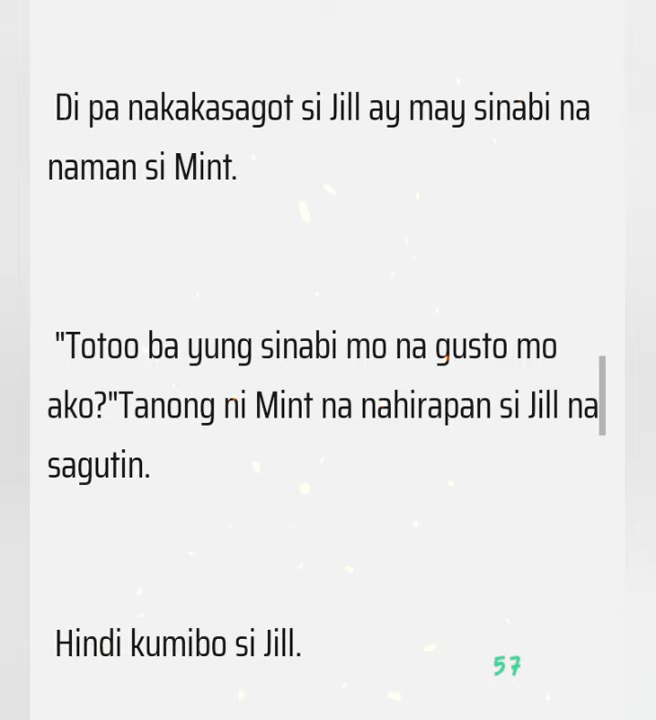 Di pa nakakasagot si Jill ay may sinabi na
naman si Mint.
"Totoo ba yung sinabi mo na gusto mo
ako?"Tanong ni Mint na nahirapan si Jill na
sagutin.
Hindi kumibo si Jill.
57